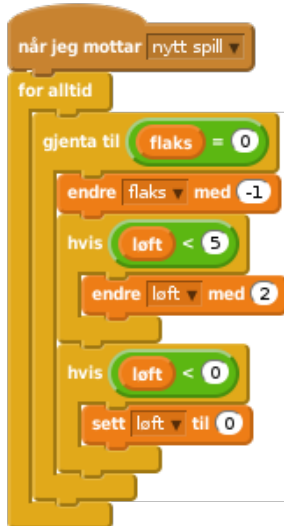 når jeg mottar nytt spill
for alltid
gjenta til flaks = 0
endre flaks med -1
hvis løft < 5
endre løft med 2
hvis løft < 0
sett løft til 0